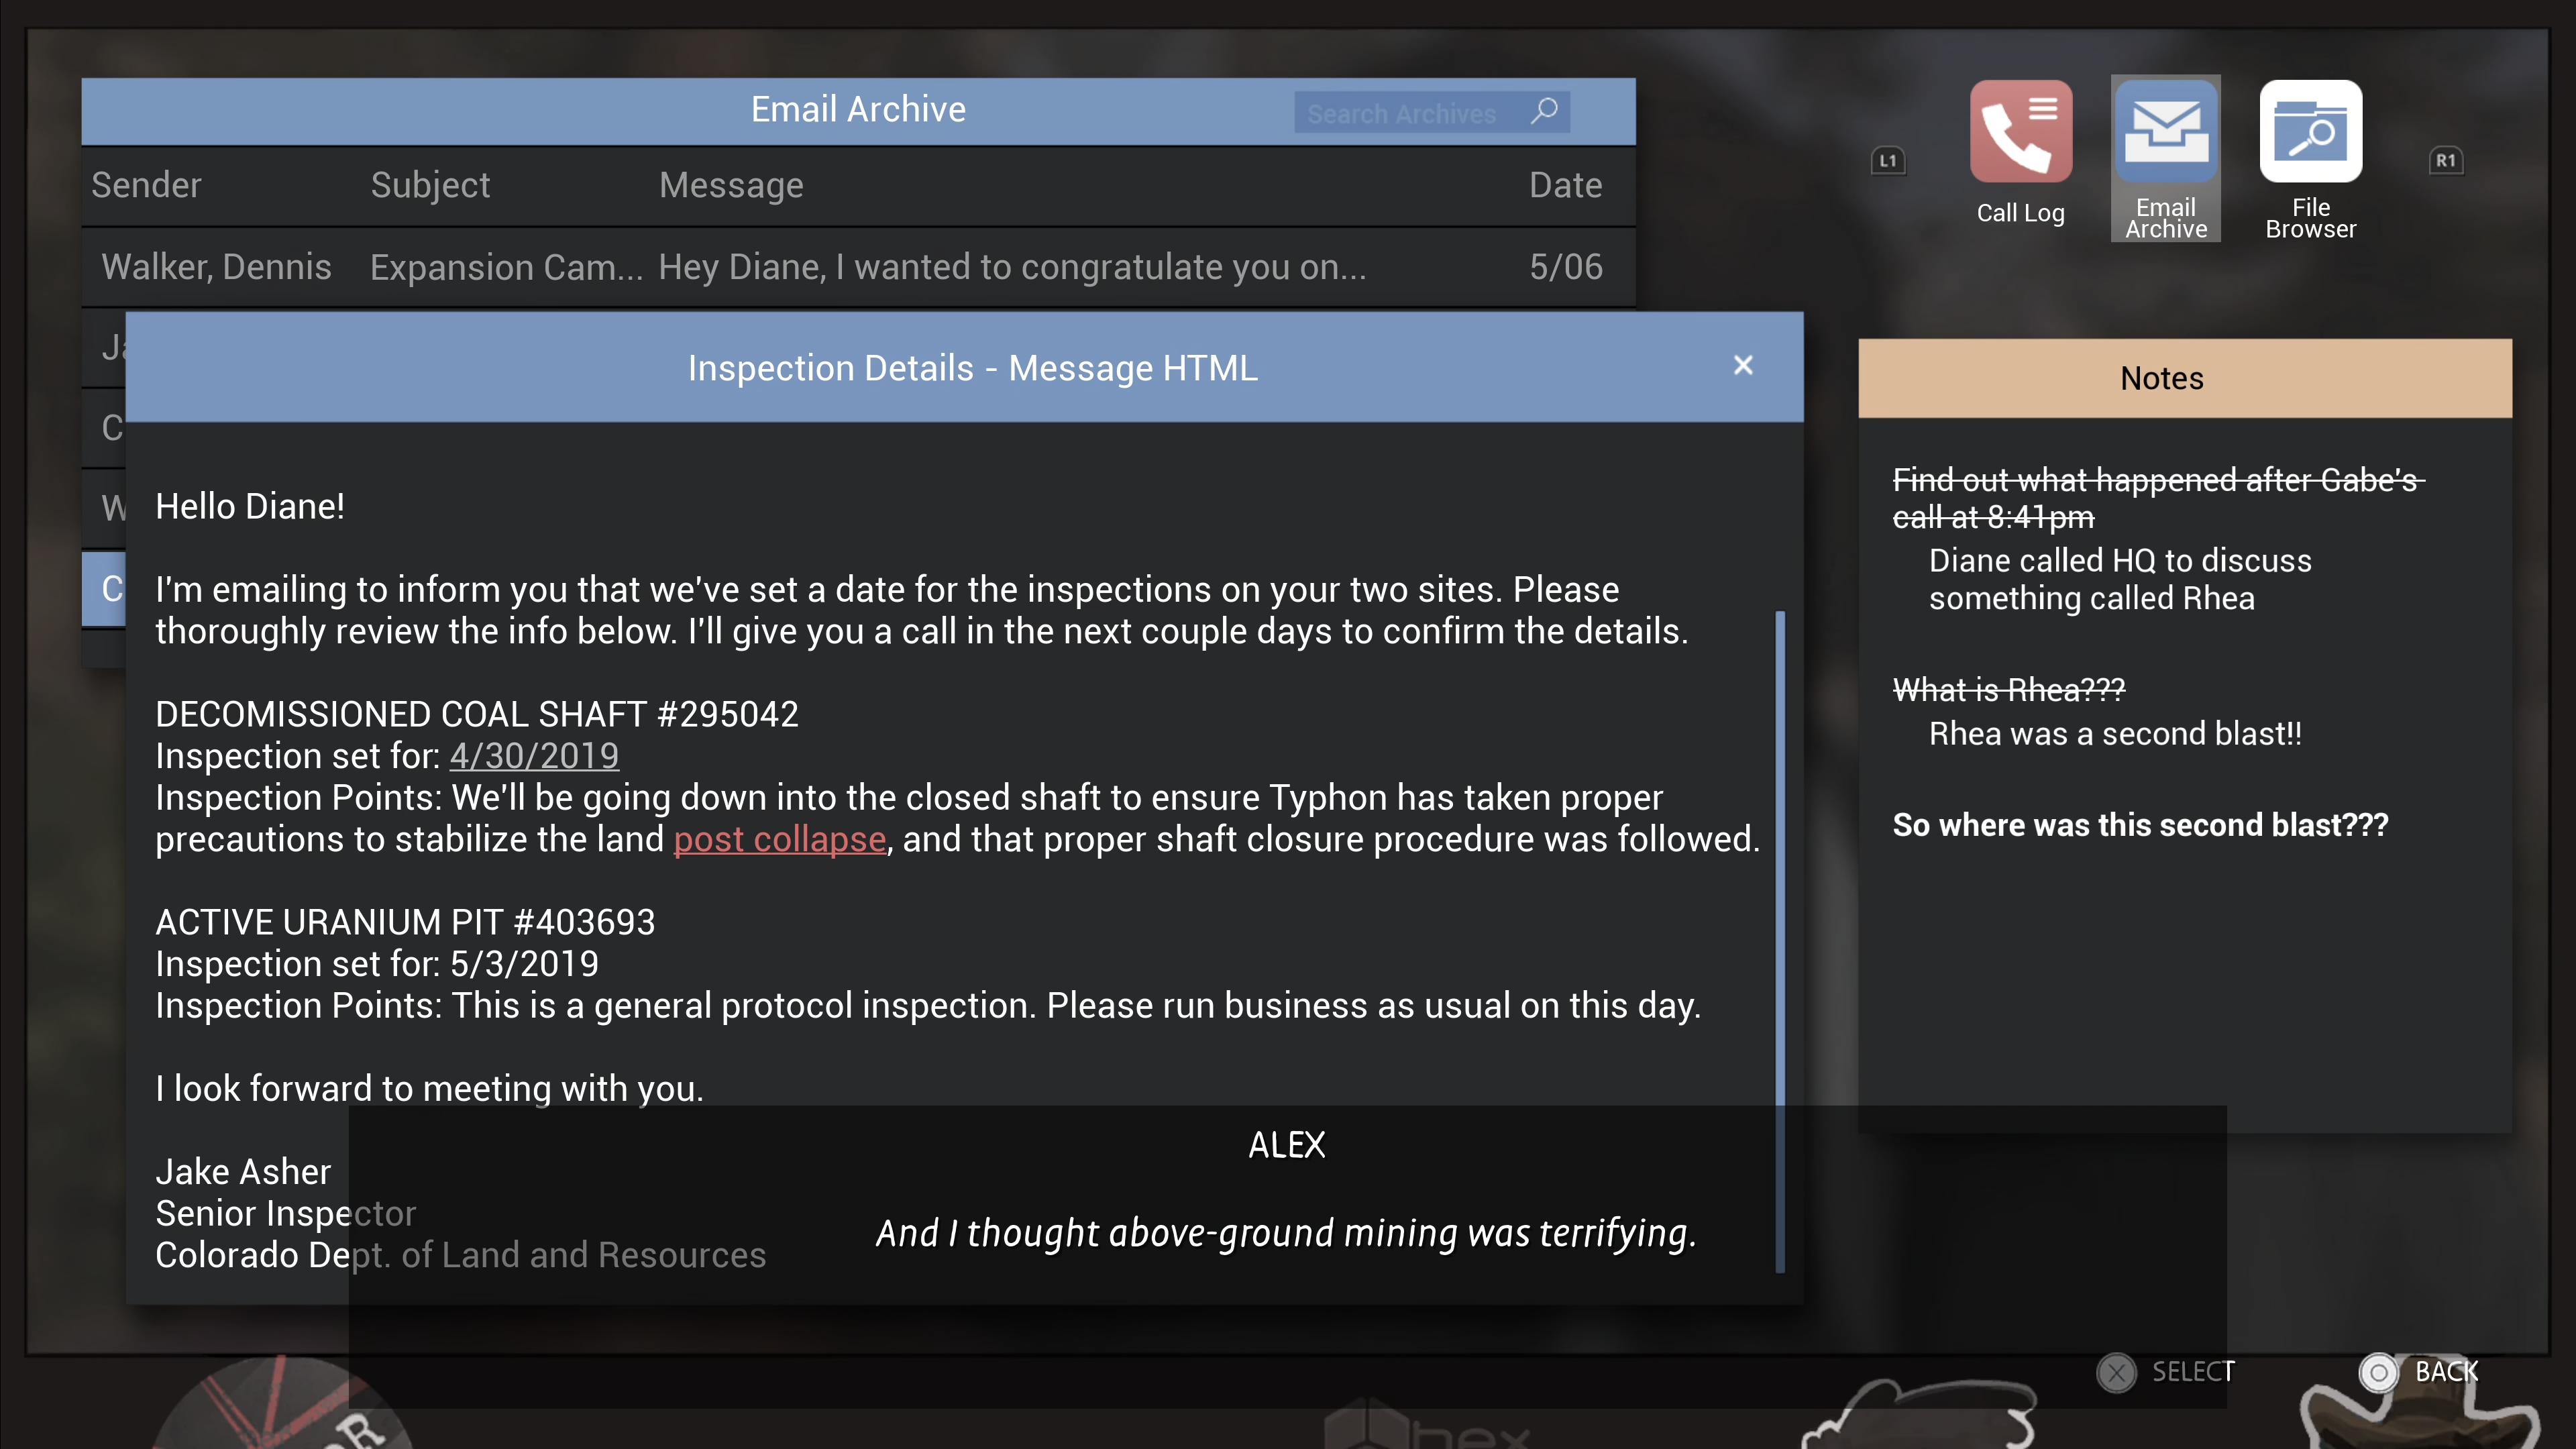 Email Archive
Search Archives
Sender Subject Message Date
Walker, Dennis Expansion Cam... Hey Diane, I wanted to congratulate you on... 5/06
L1
Call Log
Email
Archive
File
Browser
R1
Inspection Details - Message HTML
Hello Diane!
I'm emailing to inform you that we've set a date for the inspections on your two sites. Please
thoroughly review the info below. I'll give you a call in the next couple days to confirm the details.
DECOMISSIONED COAL SHAFT #295042
Inspection set for: 4/30/2019
Inspection Points: We'll be going down into the closed shaft to ensure Typhon has taken proper
precautions to stabilize the land post collapse, and that proper shaft closure procedure was followed.
ACTIVE URANIUM PIT #403693
Inspection set for: 5/3/2019
Inspection Points: This is a general protocol inspection. Please run business as usual on this day.
I look forward to meeting with you.
Jake Asher
Senior Inspector
Colorado Dept. of Land and Resources
Notes
Find out what happened after Gabe's
call at 8:41pm
Diane called HQ to discuss
something called Rhea
What is Rhea???
Rhea was a second blast!!
So where was this second blast???
ALEX
And I thought above-ground mining was terrifying.
SELECT
BACK
hex